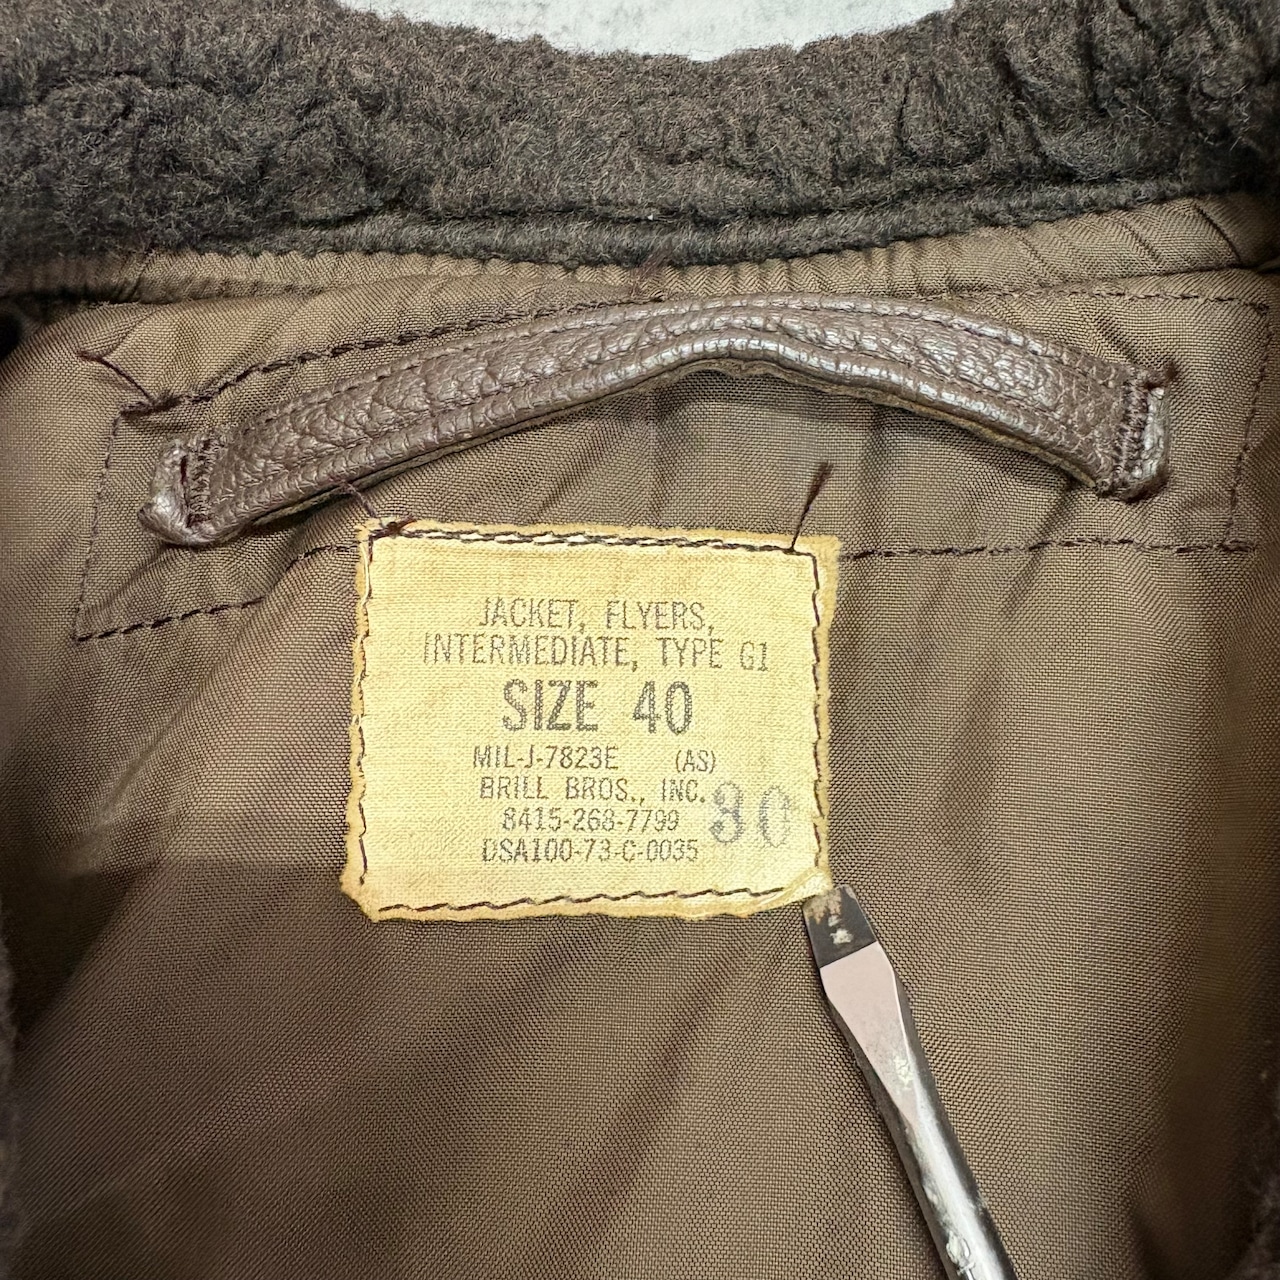 JACKET, FLYERS,
INTERMEDIATE, TYPE G1
SIZE 40
MIL-J-7823E (AS)
BRILL BROS., INC.
8415-268-7799
DSA100-73-C-0035
30